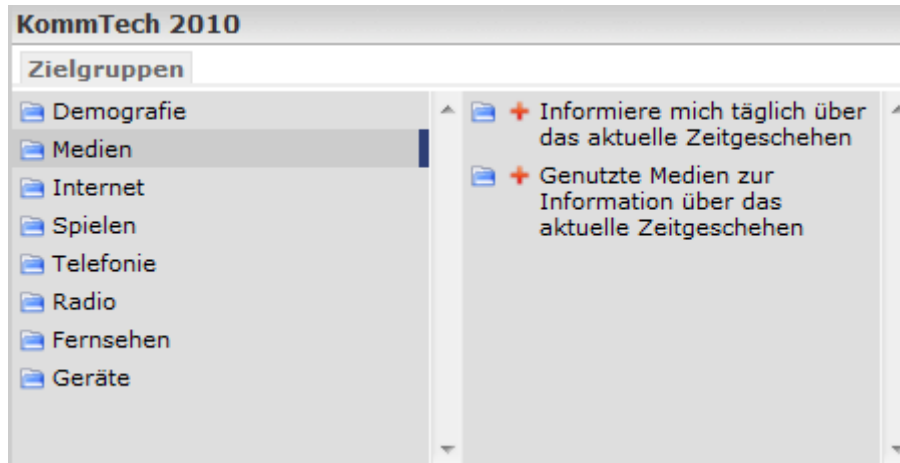 KommTech 2010
Zielgruppen
Demografie
Medien
Internet
Spielen
Telefonie
Radio
Fernsehen
Geräte
Informiere mich täglich über
das aktuelle Zeitgeschehen
Genutzte Medien zur
Information über das
aktuelle Zeitgeschehen